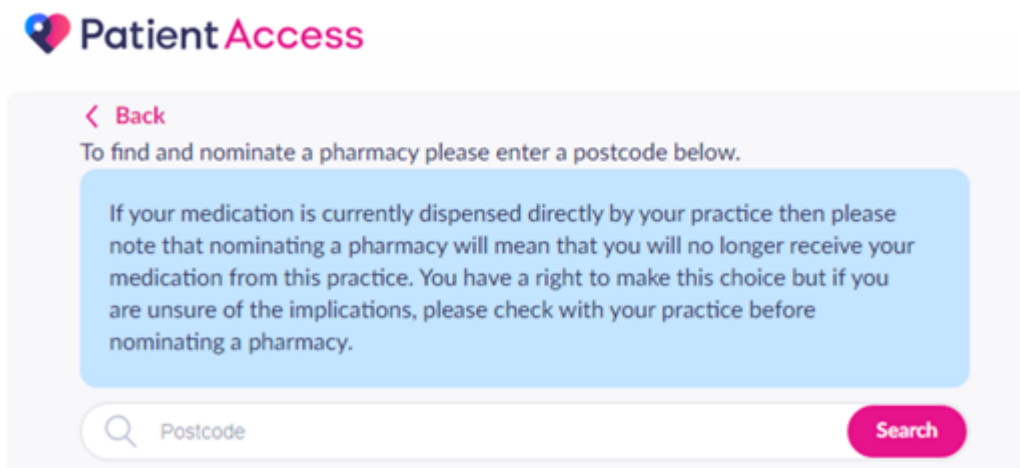 Patient Access
Back
To find and nominate a pharmacy please enter a postcode below.
If your medication is currently dispensed directly by your practice then please
note that nominating a pharmacy will mean that you will no longer receive your
medication from this practice. You have a right to make this choice but if you
are unsure of the implications, please check with your practice before
nominating a pharmacy.
Postcode Search